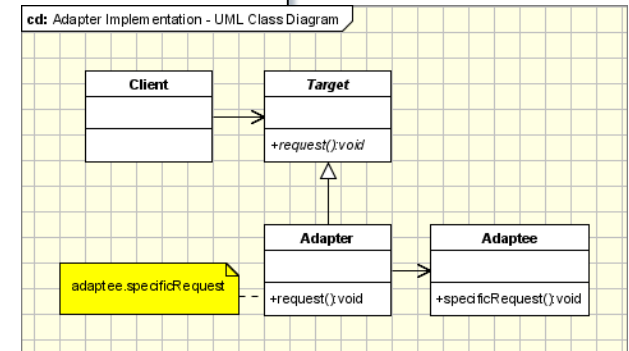 cd: Adapter Implementation - UML Class Diagram
Client
Target
+request():void
Adapter
Adaptee
adaptee.specificRequest
+request():void
+specificRequest():void